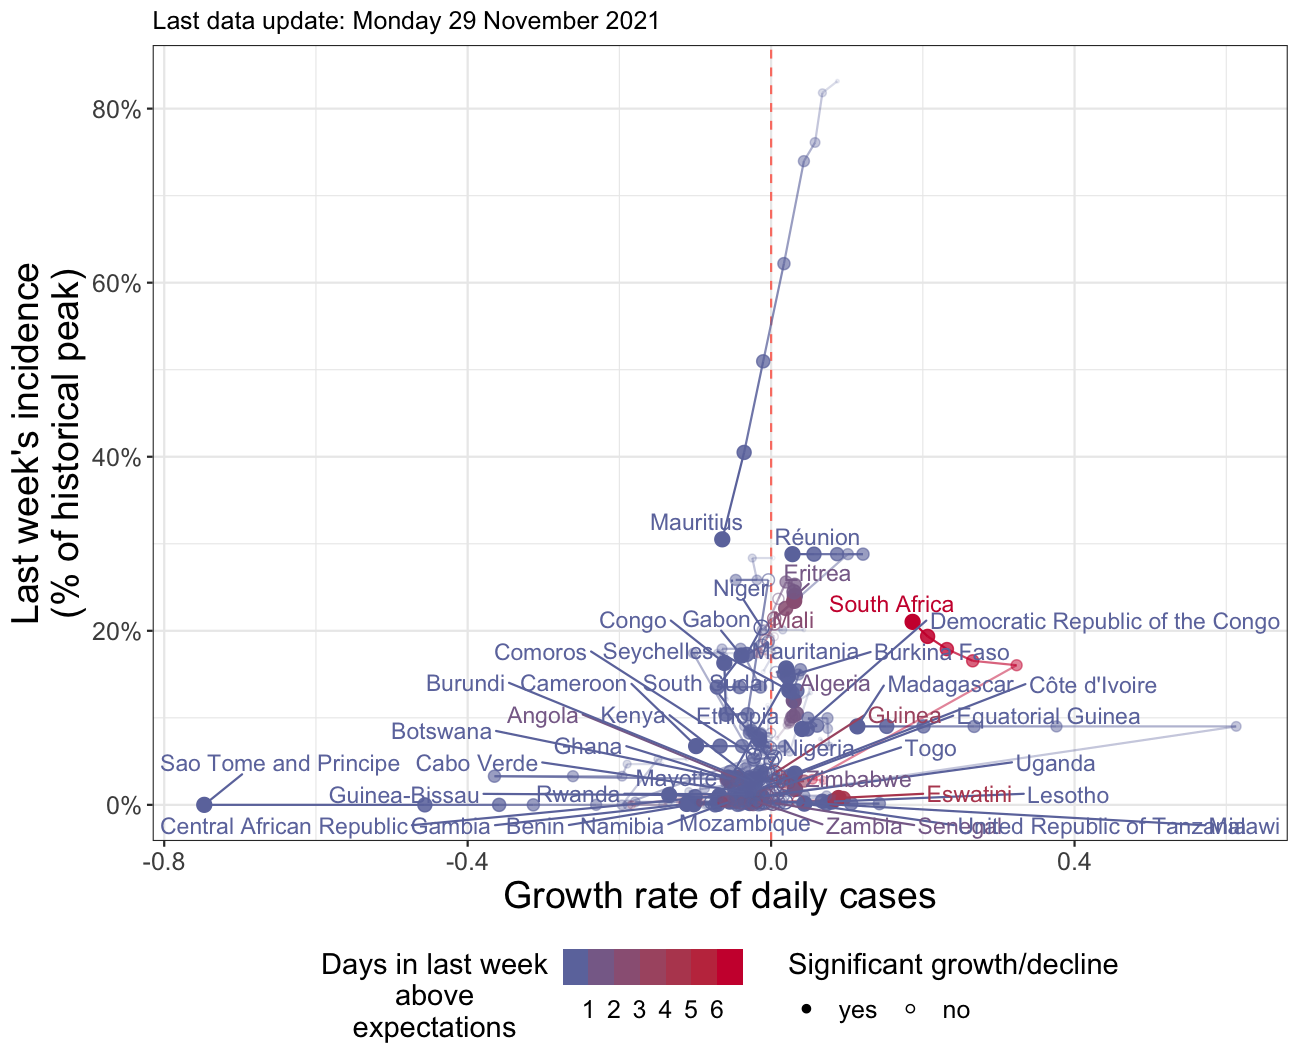 Last data update: Monday 29 November 2021
Last week's incidence
(% of historical peak)
80%
60%
40%
20%
0%
Mauritius
Réunion
Eritrea
Niger
South Africa
Congo
Gabon
Mali
Democratic Republic of the Congo
Comoros
Seychelles
Mauritania
Burkina Faso
Burundi
Cameroon
South Sudan
Algeria
Madagascar
Côte d'Ivoire
Angola
Kenya
Ethiopia
Guinea
Equatorial Guinea
Botswana
Ghana
Nigeria
Togo
Sao Tome and Principe
Cabo Verde
Mayotte
Zimbabwe
Uganda
Guinea-Bissau
Rwanda
Eswatini
Lesotho
Central African Republic
Gambia
Benin
Namibia
Mozambique
Zambia
Senegal
United Republic of Tanzania
Malawi
-0.8
-0.4
0.0
0.4
Growth rate of daily cases
Days in last week
above
expectations
1 2 3 4 5 6
Significant growth/decline
yes
no